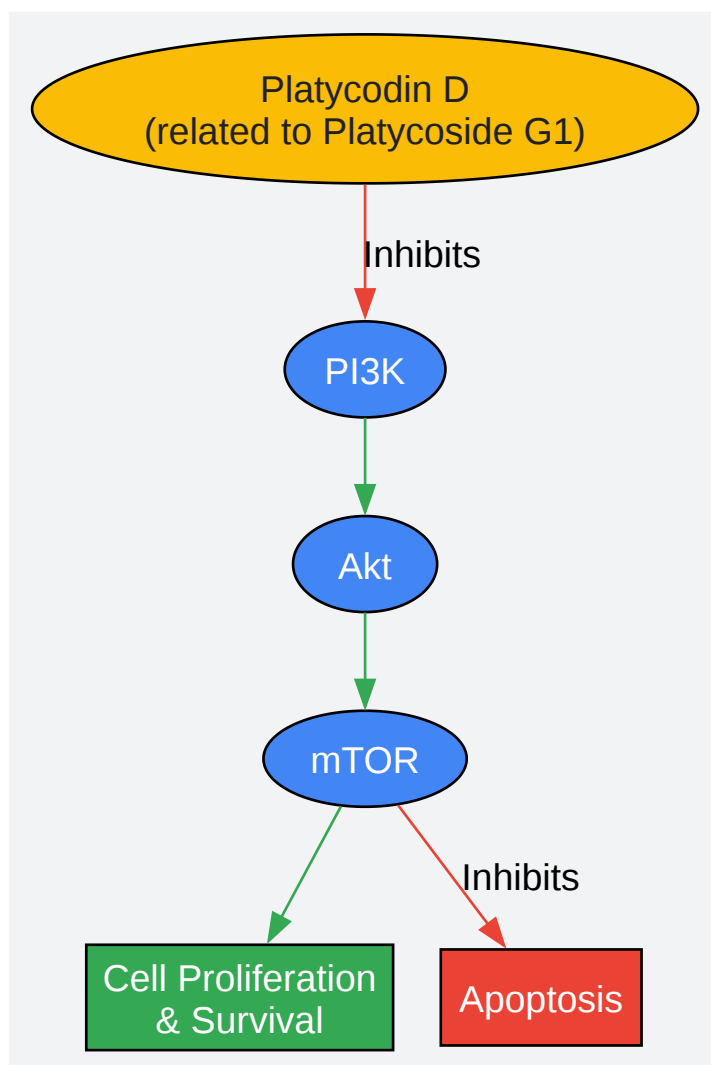 Platycodin D
(related to Platycoside G1)
Inhibits
PI3K
Akt
mTOR
Inhibits
Cell Proliferation
& Survival
Apoptosis